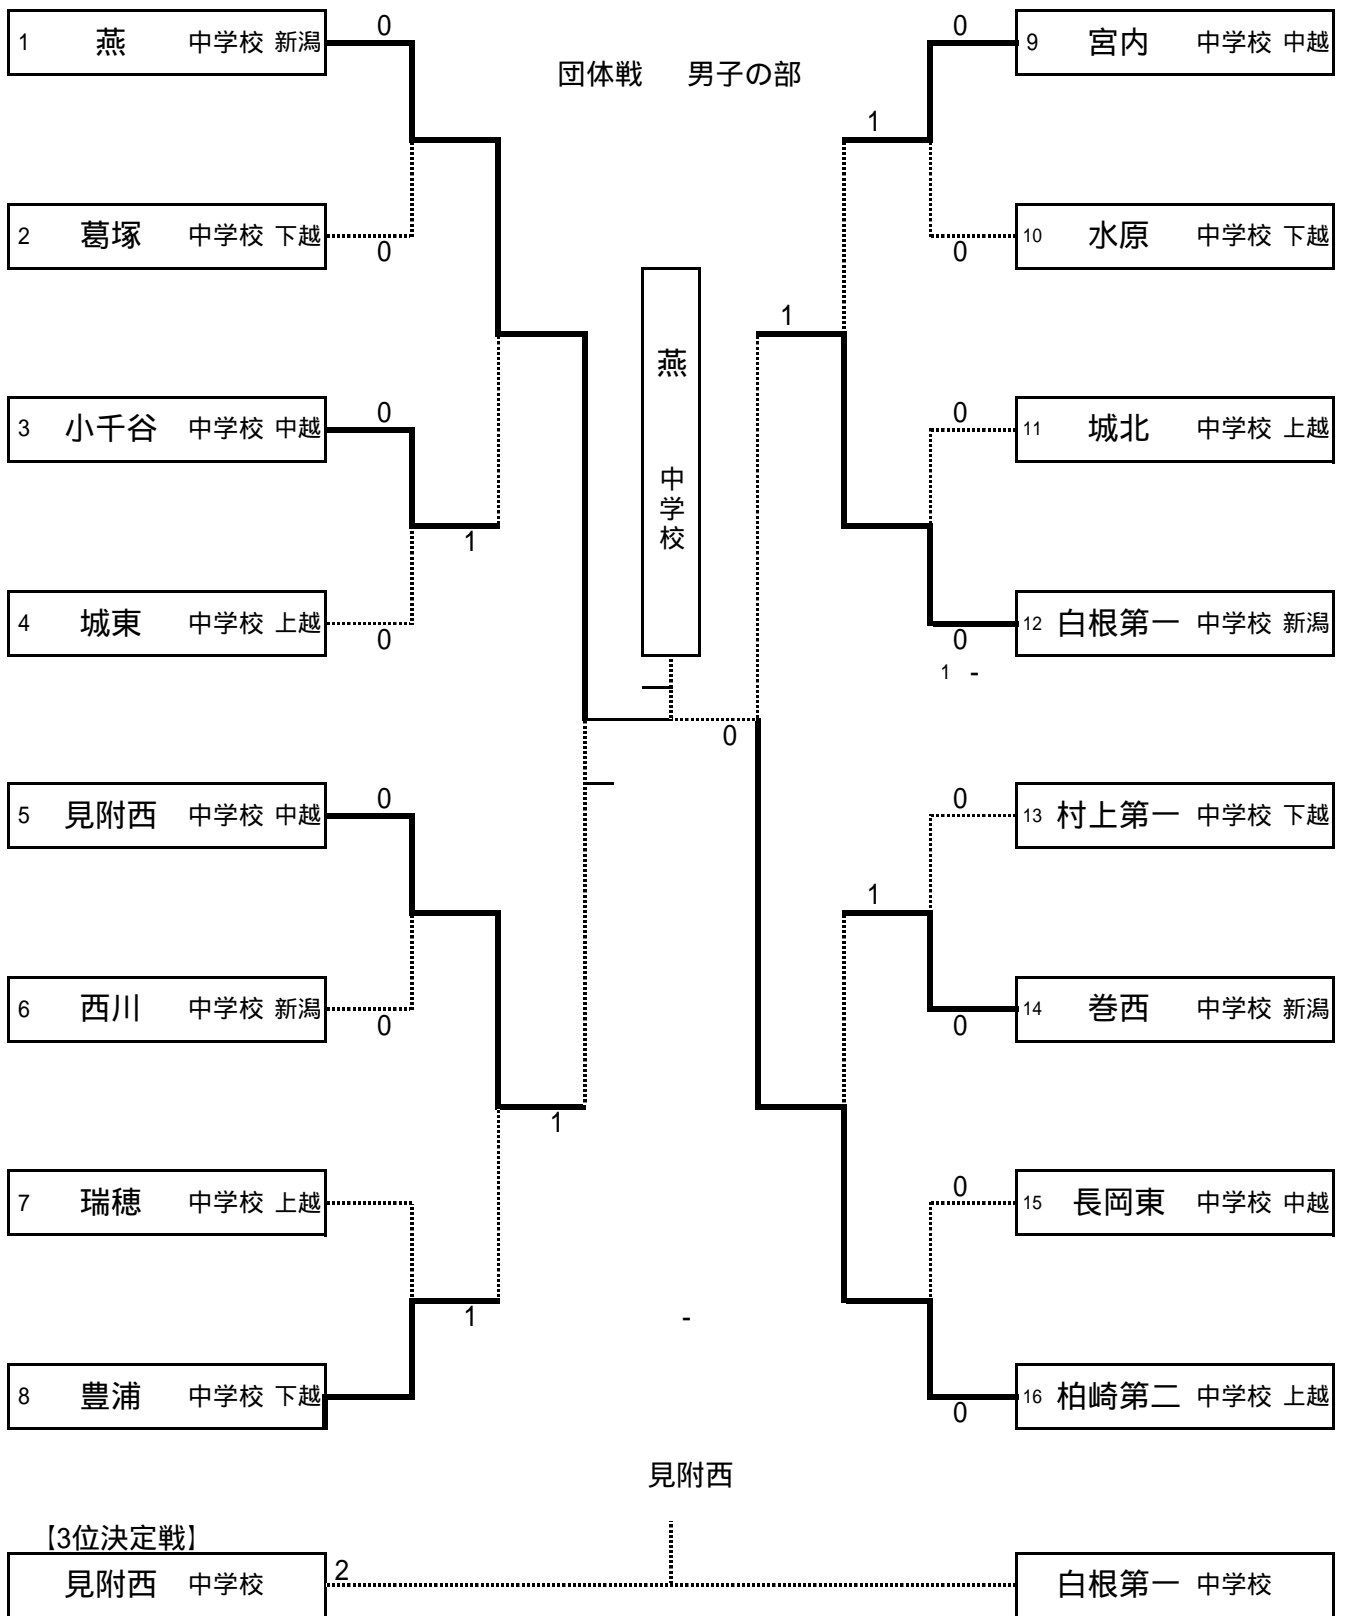 団体戦 男子の部
1 燕 中学校 新潟
0
2 葛塚 中学校 下越
0
3 小千谷 中学校 中越
0
1
4 城東 中学校 上越
0
5 見附西 中学校 中越
0
6 西川 中学校 新潟
0
1
7 瑞穂 中学校 上越
1
8 豊浦 中学校 下越
燕 中学校
0
-
0
9 宮内 中学校 中越
1
10 水原 中学校 下越
0
1
0
11 城北 中学校 上越
12 白根第一 中学校 新潟
0
1 -
0
13 村上第一 中学校 下越
1
14 巻西 中学校 新潟
0
0
15 長岡東 中学校 中越
16 柏崎第二 中学校 上越
0
見附西
【3位決定戦】
見附西 中学校 2
白根第一 中学校